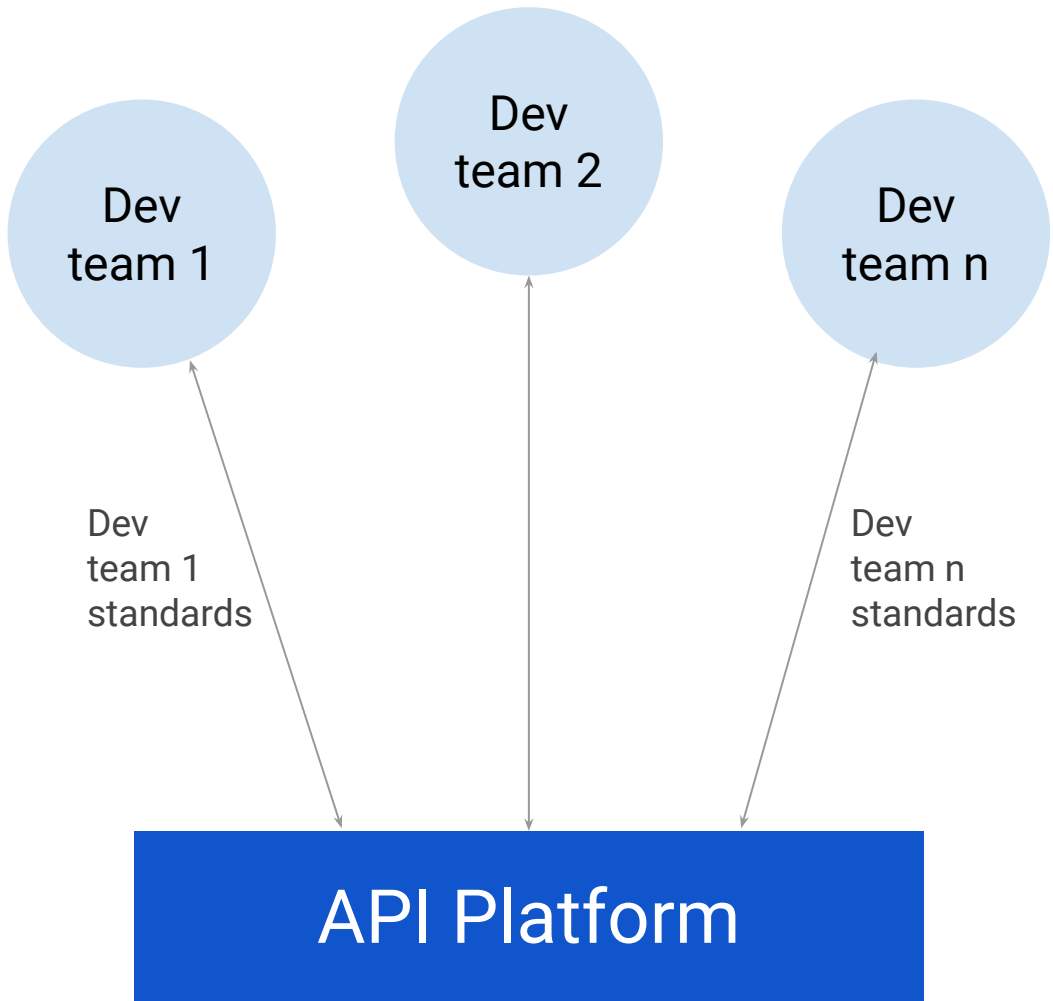 Dev
team 1
Dev
team 2
Dev
team n
Dev
team 1
standards
Dev
team n
standards
API Platform